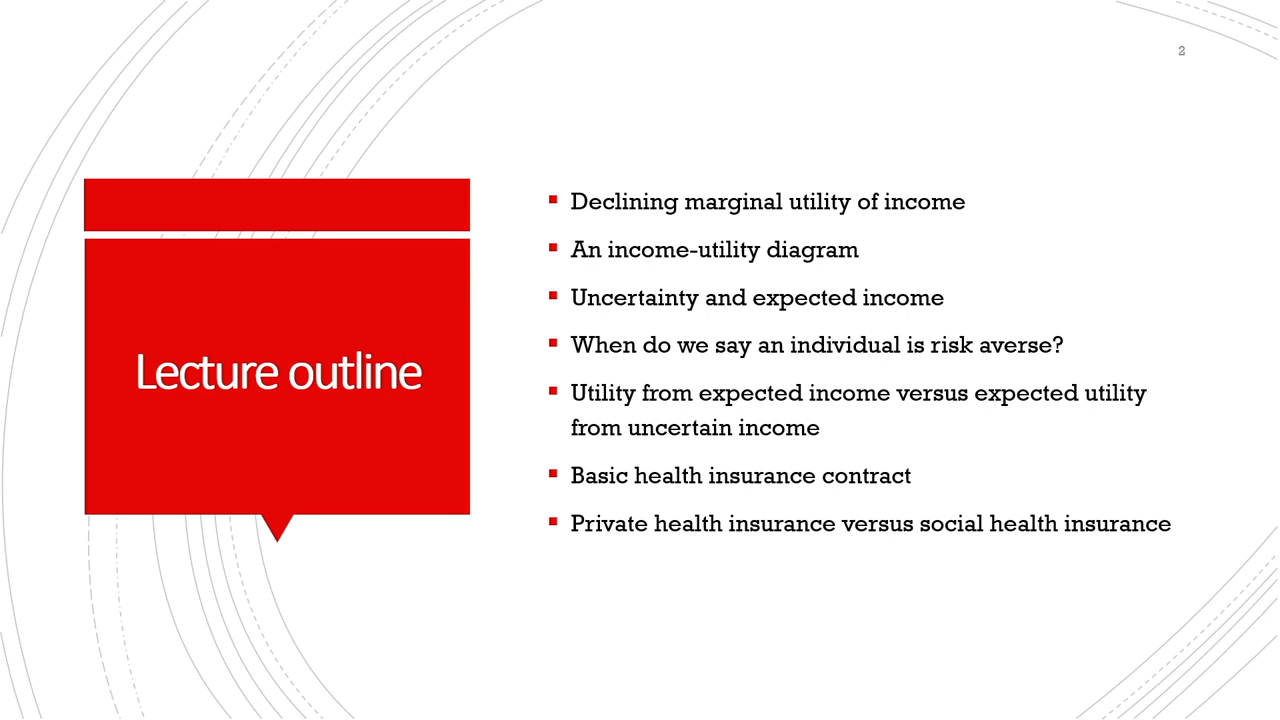 2
Lecture outline
Declining marginal utility of income
An income-utility diagram
Uncertainty and expected income
When do we say an individual is risk averse?
Utility from expected income versus expected utility
from uncertain income
Basic health insurance contract
Private health insurance versus social health insurance